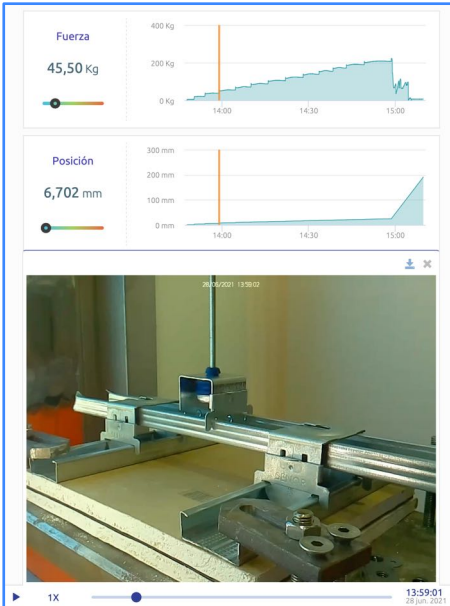 Fuerza
45,50 Kg
400 Kg
200 Kg
0 Kg
14:00 14:30 15:00
Posición
6,702 mm
300 mm
200 mm
100 mm
0 mm
14:00 14:30 15:00
28/06/2021 13:59:02
1X
13:59:01
28 jun. 2021